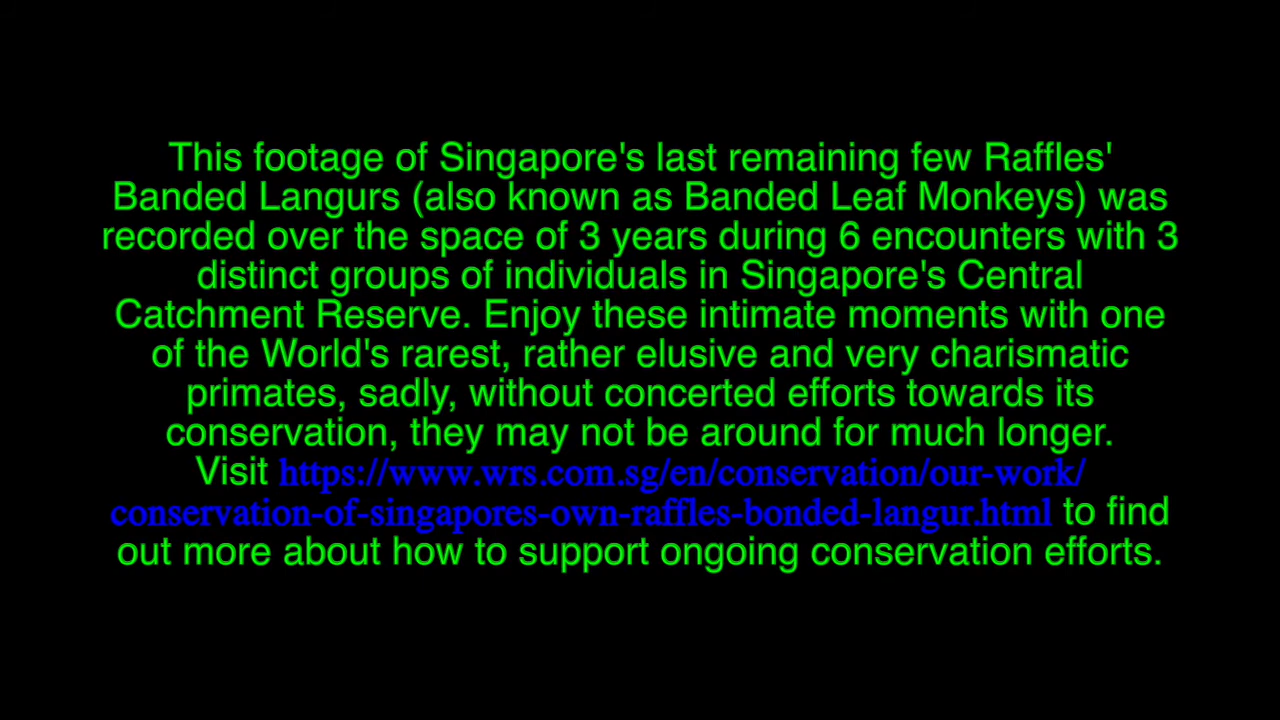 This footage of Singapore's last remaining few Raffles'
Banded Langurs (also known as Banded Leaf Monkeys) was
recorded over the space of 3 years during 6 encounters with 3
distinct groups of individuals in Singapore's Central
Catchment Reserve. Enjoy these intimate moments with one
of the World's rarest, rather elusive and very charismatic
primates, sadly, without concerted efforts towards its
conservation, they may not be around for much longer.
Visit https://www.wrs.com.sg/en/conservation/our-work/
conservation-of-singapores-own-raffles-bonded-langur.html to find
out more about how to support ongoing conservation efforts.